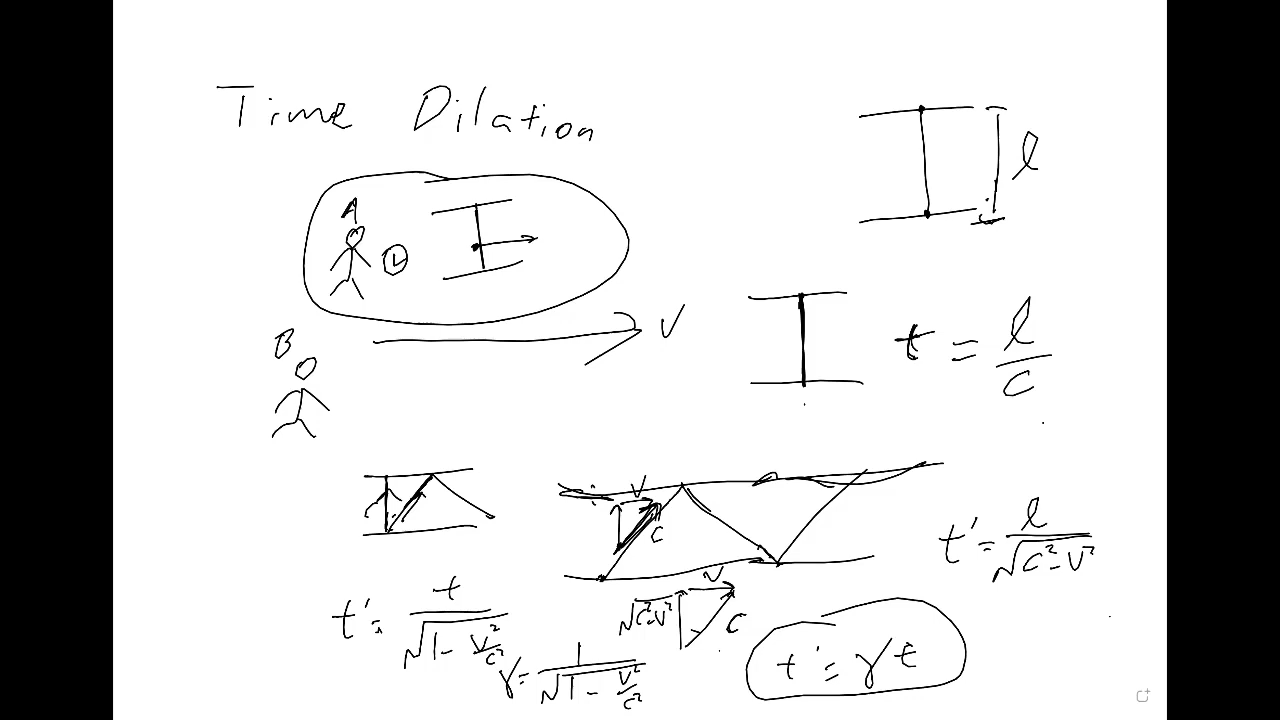 Time Dilation
l
A
V
B
t = l/c
V
C
t' = l/√(C²-V²)
V
√C²-V²
C
t' = t/√(1 - V²/C²)
γ = 1/√(1 - V²/C²)
t' = γt